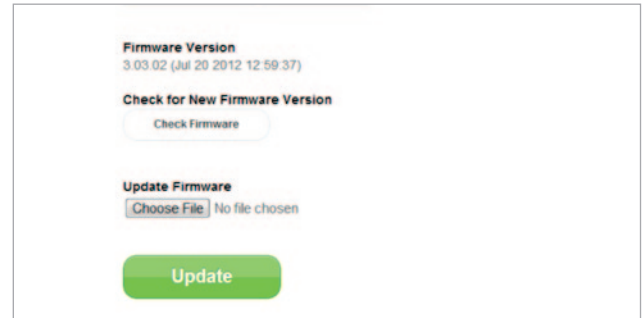 Firmware Version
3.03.02 (Jul 20 2012 12:59:37)
Check for New Firmware Version
Check Firmware
Update Firmware
Choose File No file chosen
Update